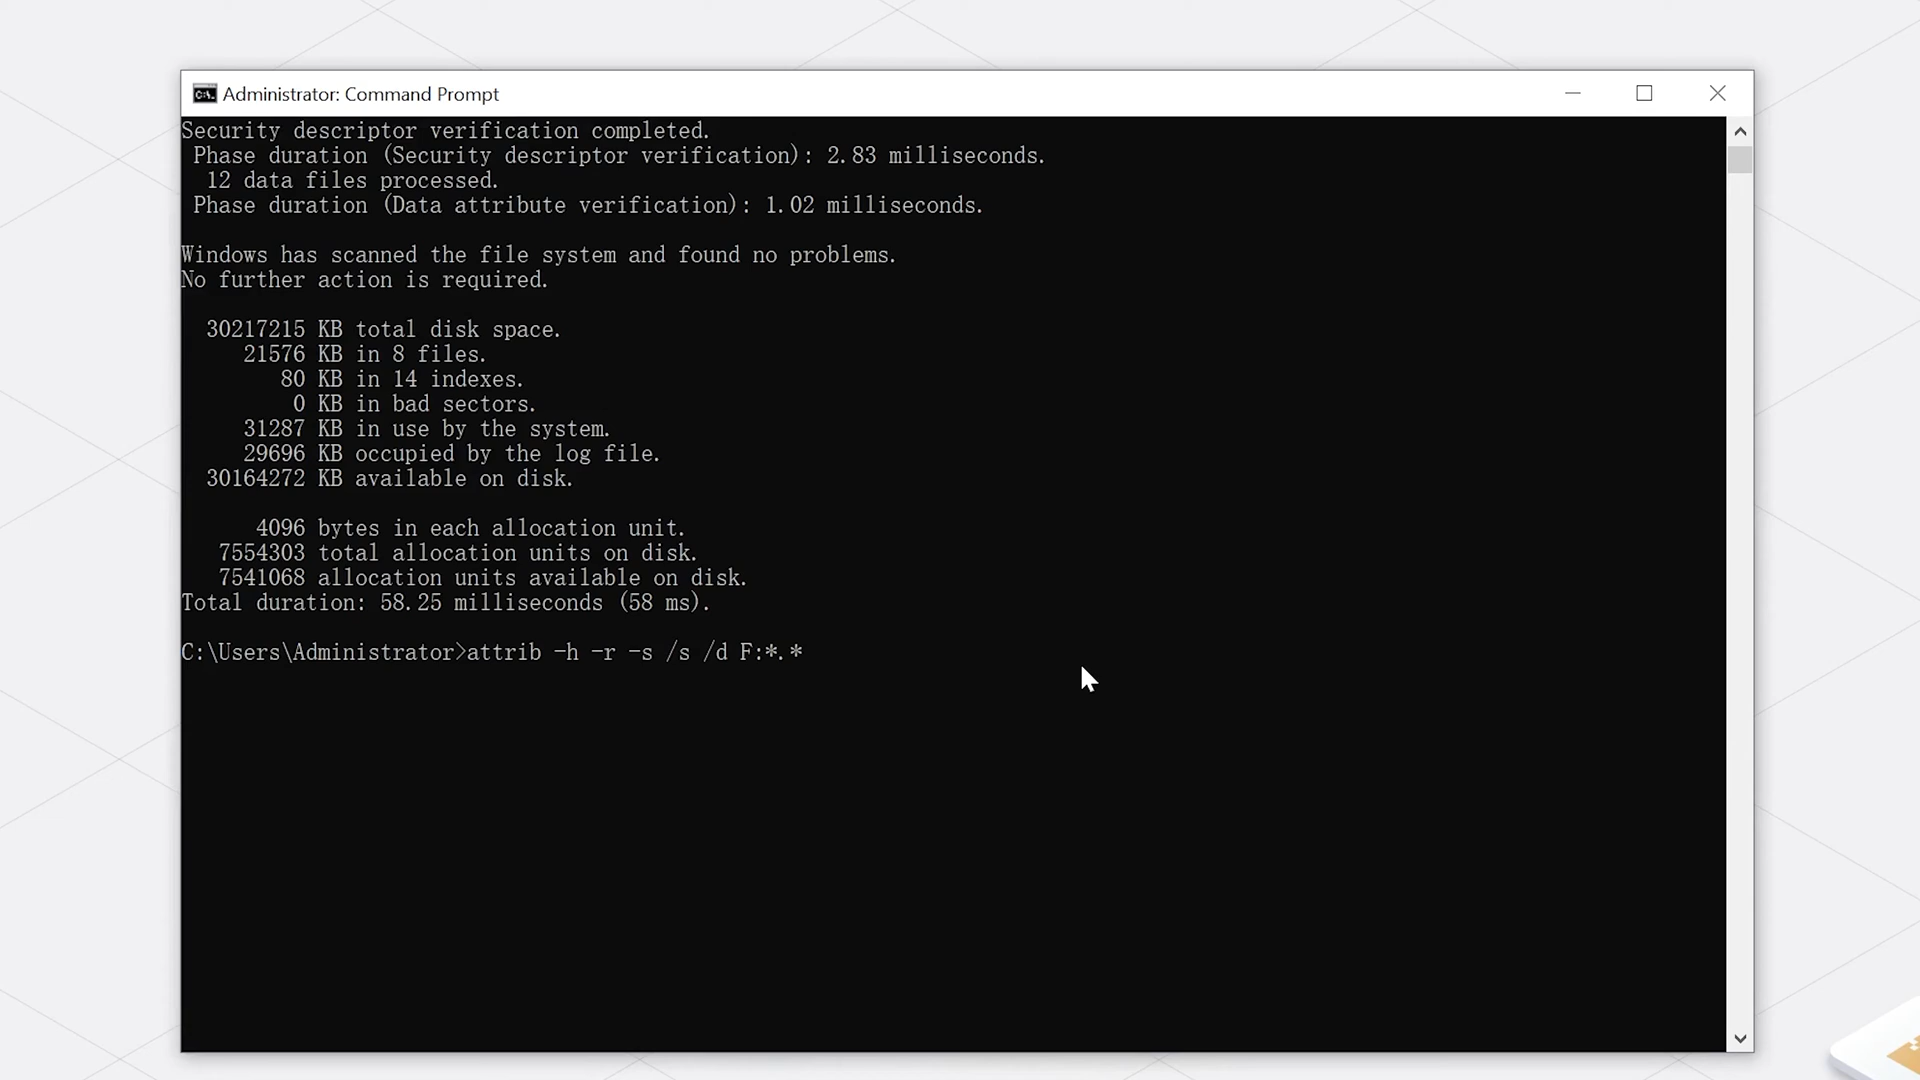 Administrator: Command Prompt
Security descriptor verification completed.
Phase duration (Security descriptor verification): 2.83 milliseconds.
12 data files processed.
Phase duration (Data attribute verification): 1.02 milliseconds.
Windows has scanned the file system and found no problems.
No further action is required.
30217215 KB total disk space.
21576 KB in 8 files.
80 KB in 14 indexes.
0 KB in bad sectors.
31287 KB in use by the system.
29696 KB occupied by the log file.
30164272 KB available on disk.
4096 bytes in each allocation unit.
7554303 total allocation units on disk.
7541068 allocation units available on disk.
Total duration: 58.25 milliseconds (58 ms).
C:\Users\Administrator>attrib -h -r -s /s /d F:*.*